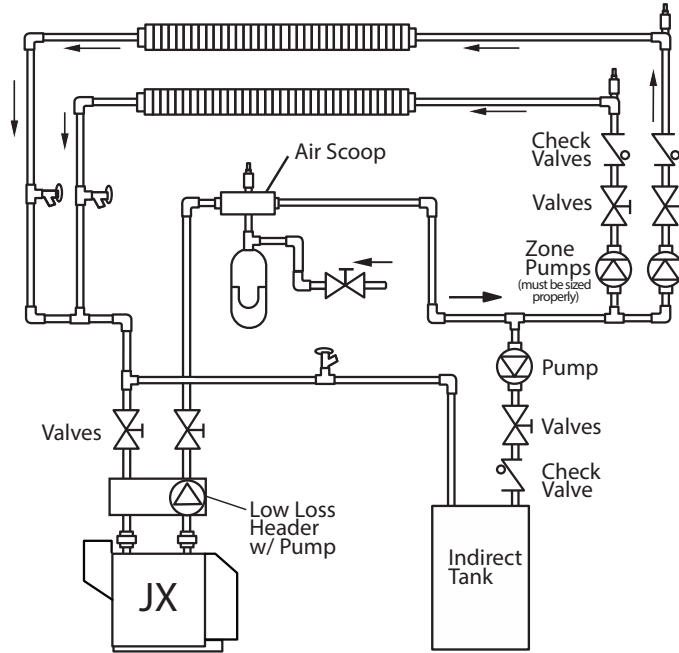 Air Scoop
Check
Valves
Valves
Zone
Pumps
(must be sized
properly)
Pump
Valves
Valves
Check
Valve
Low Loss
Header
w/ Pump
Indirect
Tank
JX